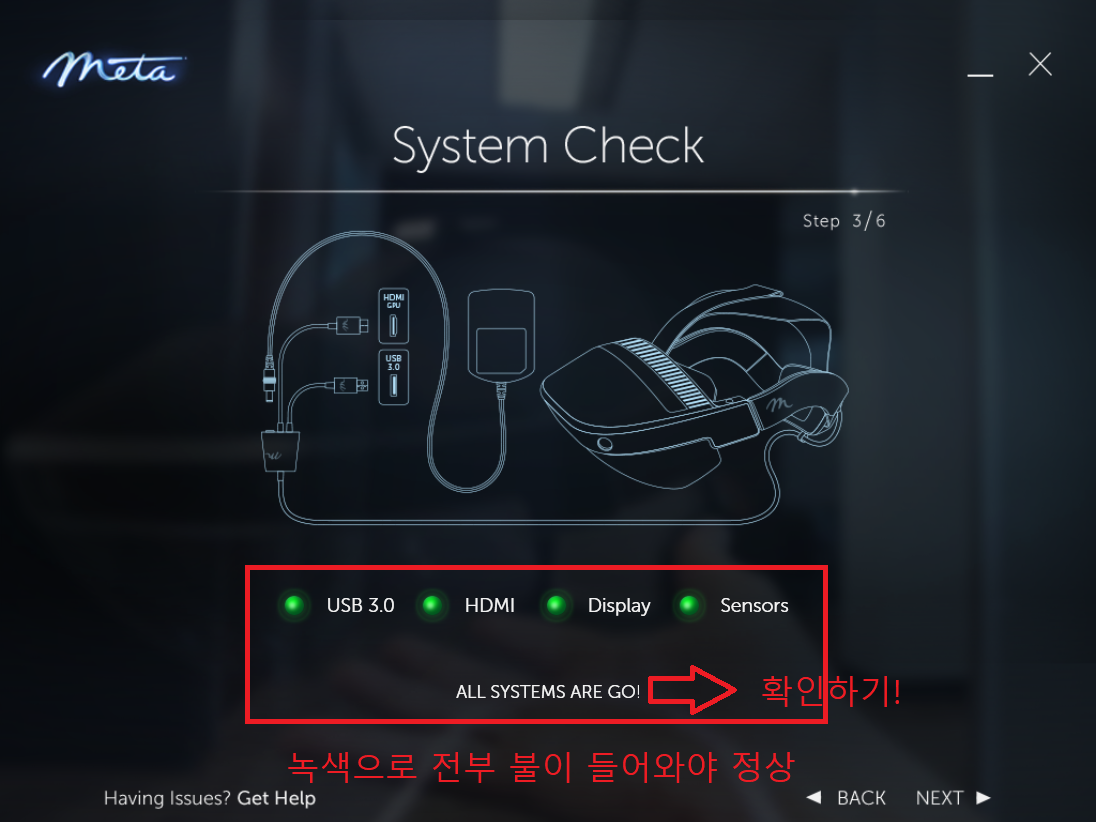 Meta
System Check
Step 3/6
HDMI
GPU
USB
3.0
USB 3.0 HDMI Display Sensors
ALL SYSTEMS ARE GO! 확인하기!
녹색으로 전부 불이 들어와야 정상
Having Issues? Get Help ◄ BACK NEXT ►